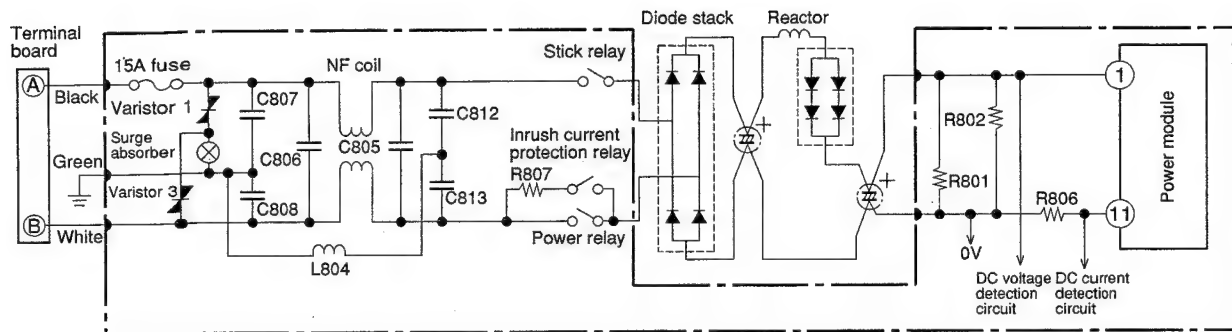 Terminal
board
A
Black
Green
B
White
15A fuse
Varistor 1
Surge
absorber
Varistor 3
C807
C806
C808
NF coil
C805
L804
C812
C813
Stick relay
Inrush current
protection relay
R807
Power relay
Diode stack
+
Reactor
+
R802
R801
R806
0V
DC voltage
detection
circuit
DC current
detection
circuit
1
11
Power module